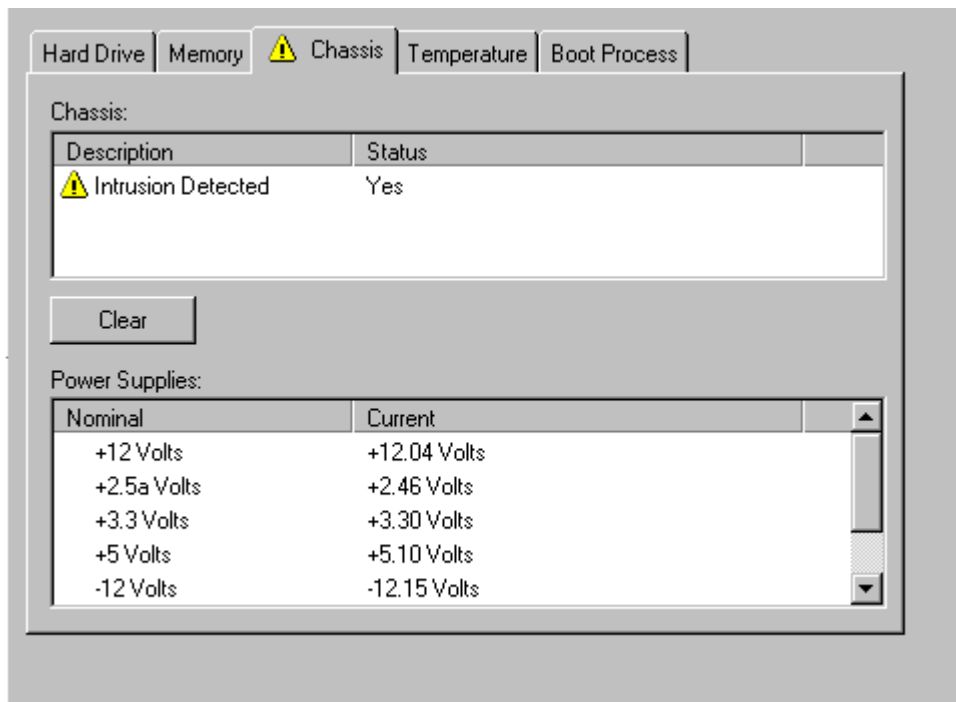 Hard Drive Memory Chassis Temperature Boot Process
Chassis:
Description Status
Intrusion Detected Yes
Clear
Power Supplies:
Nominal Current
+12 Volts +12.04 Volts
+2.5a Volts +2.46 Volts
+3.3 Volts +3.30 Volts
+5 Volts +5.10 Volts
-12 Volts -12.15 Volts